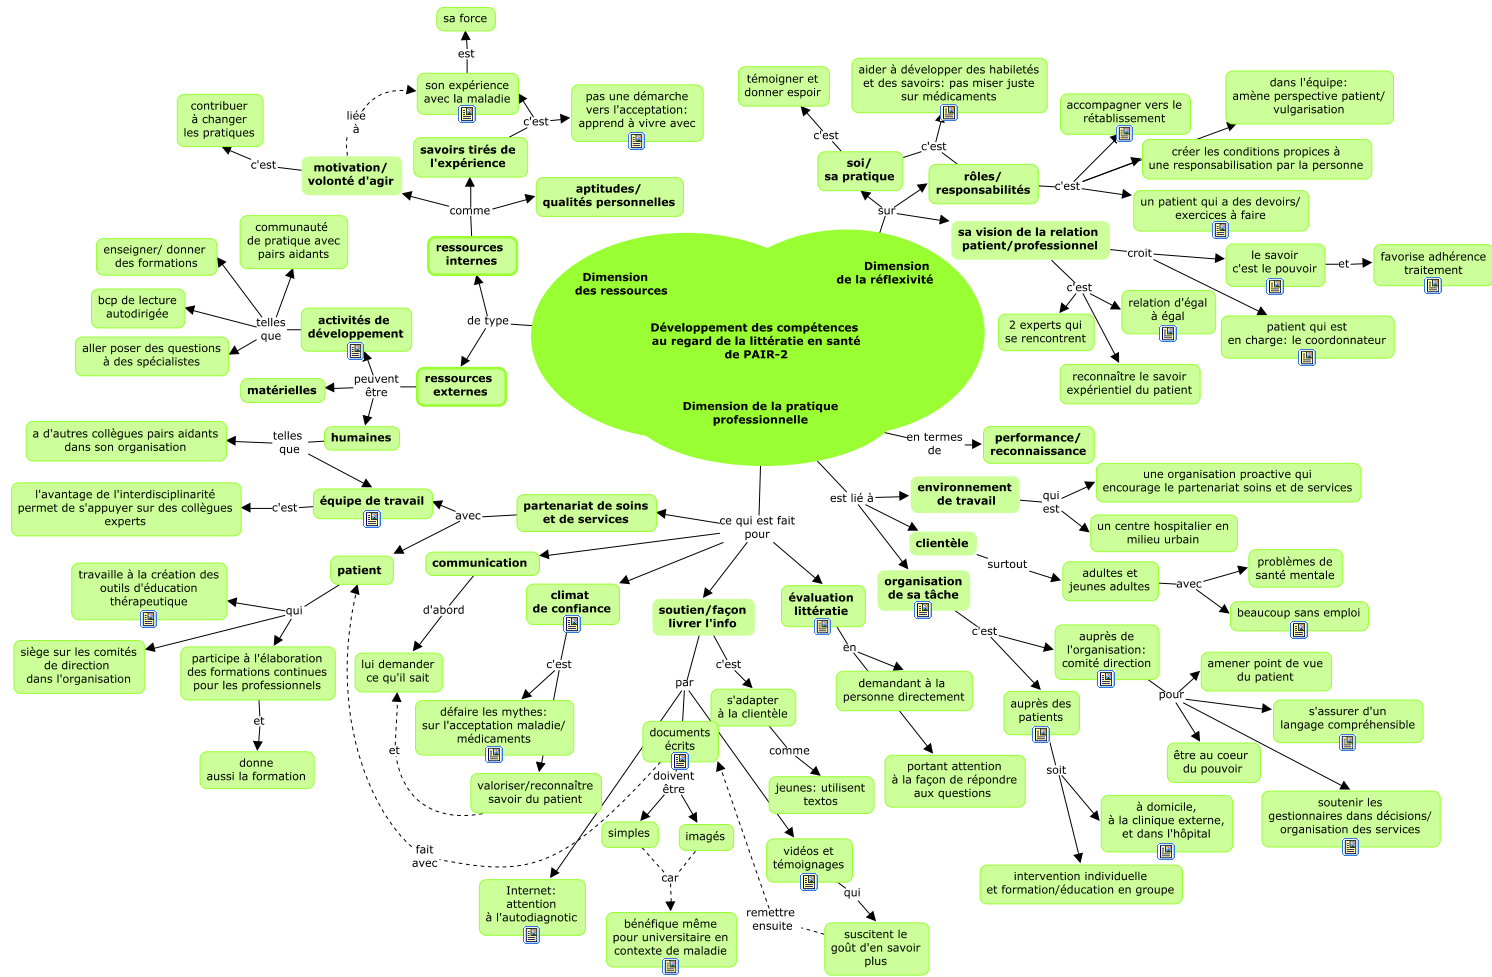 sa force
est
son expérience
avec la maladie
liée
à
contribuer
à changer
les pratiques
c'est
pas une démarche
vers l'acceptation:
apprend à vivre avec
c'est
savoirs tirés de
l'expérience
motivation/
volonté d'agir
aptitudes/
qualités personnelles
comme
ressources
internes
de type
ressources
externes
communauté
de pratique avec
pairs aidants
enseigner/ donner
des formations
bcp de lecture
autodirigée
aller poser des questions
à des spécialistes
telles
que
activités de
développement
peuvent
être
matérielles
humaines
telles
que
a d'autres collègues pairs aidants
dans son organisation
équipe de travail
c'est
l'avantage de l'interdisciplinarité
permet de s'appuyer sur des collègues
experts
Dimension
des ressources
Dimension
de la réflexivité
Développement des compétences
au regard de la littératie en santé
de PAIR-2
Dimension de la pratique
professionnelle
témoigner et
donner espoir
c'est
aider à développer des habiletés
et des savoirs: pas miser juste
sur médicaments
c'est
soi/
sa pratique
rôles/
responsabilités
sur
c'est
accompagner vers le
rétablissement
dans l'équipe:
amène perspective patient/
vulgarisation
créer les conditions propices à
une responsabilisation par la personne
un patient qui a des devoirs/
exercices à faire
sa vision de la relation
patient/professionnel
croit
le savoir
c'est le pouvoir
et
favorise adhérence
traitement
patient qui est
en charge: le coordonnateur
c'est
2 experts qui
se rencontrent
relation d'égal
à égal
reconnaître le savoir
expérientiel du patient
en termes
de
performance/
reconnaissance
est lié à
environnement
de travail
qui
est
une organisation proactive qui
encourage le partenariat soins et de services
un centre hospitalier en
milieu urbain
clientèle
surtout
adultes et
jeunes adultes
avec
problèmes de
santé mentale
beaucoup sans emploi
organisation
de sa tâche
c'est
auprès de
l'organisation:
comité direction
pour
amener point de vue
du patient
s'assurer d'un
langage compréhensible
être au coeur
du pouvoir
soutenir les
gestionnaires dans décisions/
organisation des services
auprès des
patients
soit
à domicile,
à la clinique externe,
et dans l'hôpital
intervention individuelle
et formation/éducation en groupe
ce qui est fait
pour
partenariat de soins
et de services
avec
patient
qui
travaille à la création des
outils d'éducation
thérapeutique
siège sur les comités
de direction
dans l'organisation
participe à l'élaboration
des formations continues
pour les professionnels
et
donne
aussi la formation
communication
d'abord
lui demander
ce qu'il sait
et
climat
de confiance
c'est
défaire les mythes:
sur l'acceptation maladie/
médicaments
valoriser/reconnaître
savoir du patient
soutien/façon
livrer l'info
c'est
s'adapter
à la clientèle
comme
jeunes: utilisent
textos
par
documents
écrits
doivent
être
simples
imagés
car
bénéfique même
pour universitaire en
contexte de maladie
fait
avec
Internet:
attention
à l'autodiagnotic
vidéos et
témoignages
qui
suscitent le
goût d'en savoir
plus
remettre
ensuite
évaluation
littératie
en
demandant à la
personne directement
portant attention
à la façon de répondre
aux questions